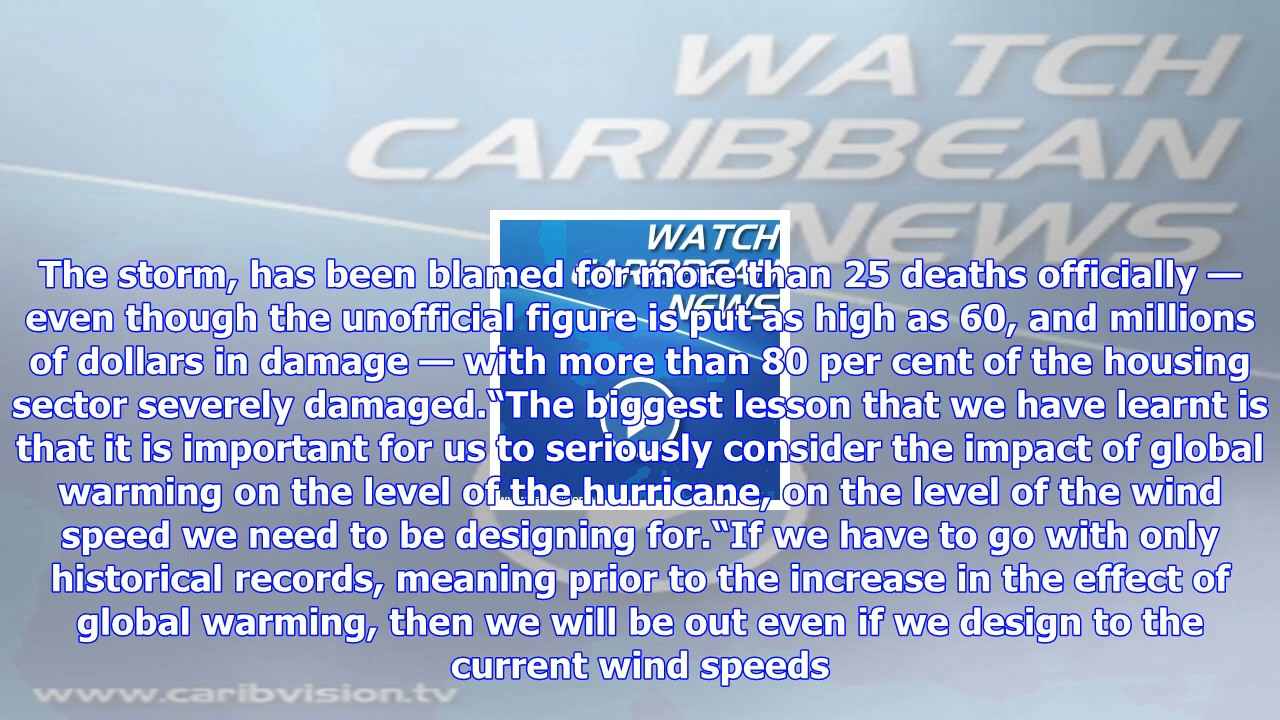 WATCH
CARIBBEAN
NEWS
WATCH
CARIBBEAN
NEWS
The storm, has been blamed for more than 25 deaths officially —
even though the unofficial figure is put as high as 60, and millions
of dollars in damage — with more than 80 per cent of the housing
sector severely damaged.“The biggest lesson that we have learnt is
that it is important for us to seriously consider the impact of global
warming on the level of the hurricane, on the level of the wind
speed we need to be designing for.“If we have to go with only
historical records, meaning prior to the increase in the effect of
global warming, then we will be out even if we design to the
current wind speeds
www.caribvision.tv